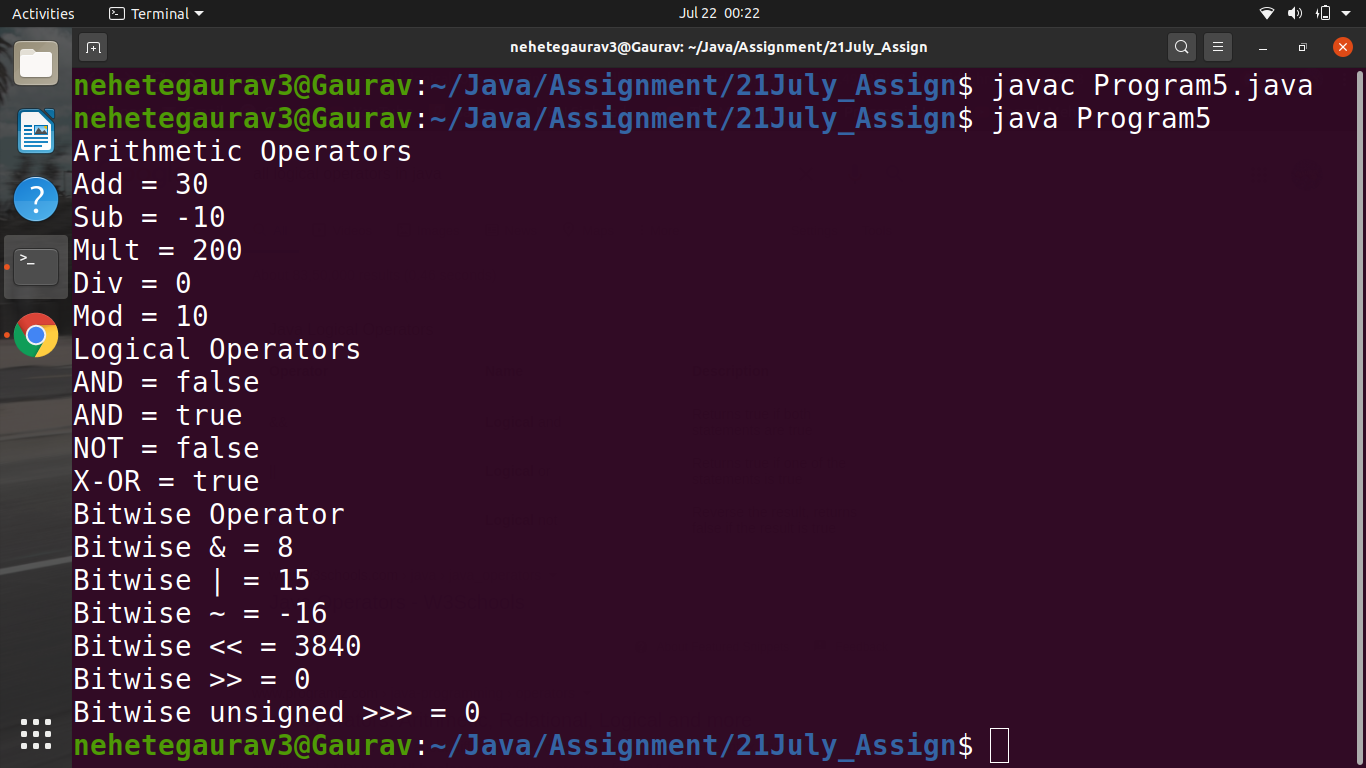 Activities Terminal Jul 22 00:22
nehetegaurav3@Gaurav: ~/Java/Assignment/21July_Assign
nehetegaurav3@Gaurav:~/Java/Assignment/21July_Assign$ javac Program5.java
nehetegaurav3@Gaurav:~/Java/Assignment/21July_Assign$ java Program5
Arithmetic Operators
Add = 30
Sub = -10
Mult = 200
Div = 0
Mod = 10
Logical Operators
AND = false
AND = true
NOT = false
X-OR = true
Bitwise Operator
Bitwise & = 8
Bitwise | = 15
Bitwise ~ = -16
Bitwise << = 3840
Bitwise >> = 0
Bitwise unsigned >>> = 0
nehetegaurav3@Gaurav:~/Java/Assignment/21July_Assign$